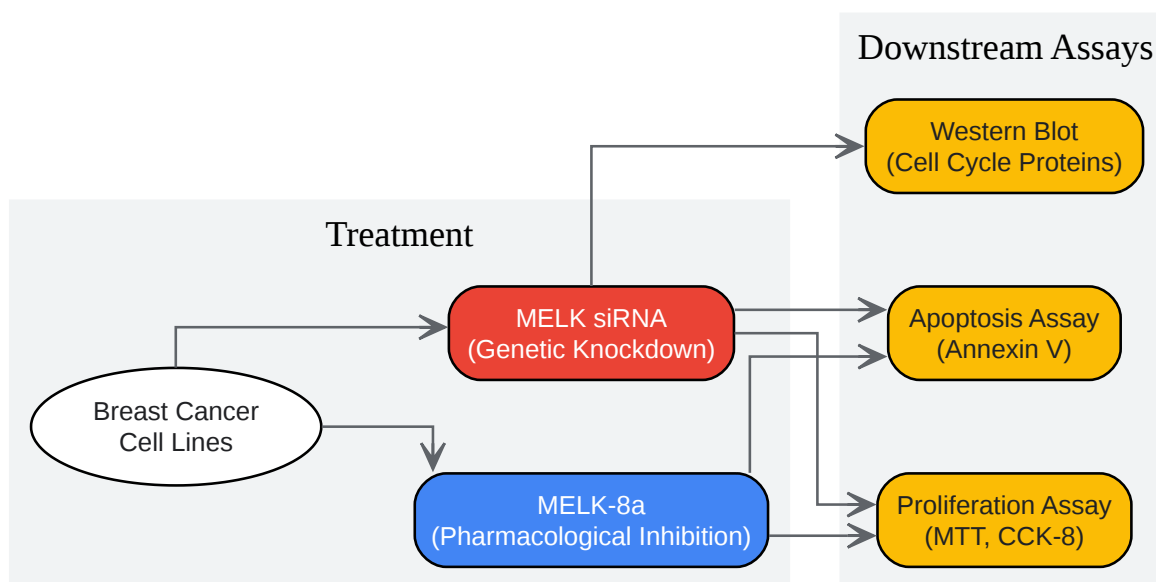 Downstream Assays
Western Blot
(Cell Cycle Proteins)
Treatment
MELK siRNA
(Genetic Knockdown)
Apoptosis Assay
(Annexin V)
Breast Cancer
Cell Lines
MELK-8a
(Pharmacological Inhibition)
Proliferation Assay
(MTT, CCK-8)